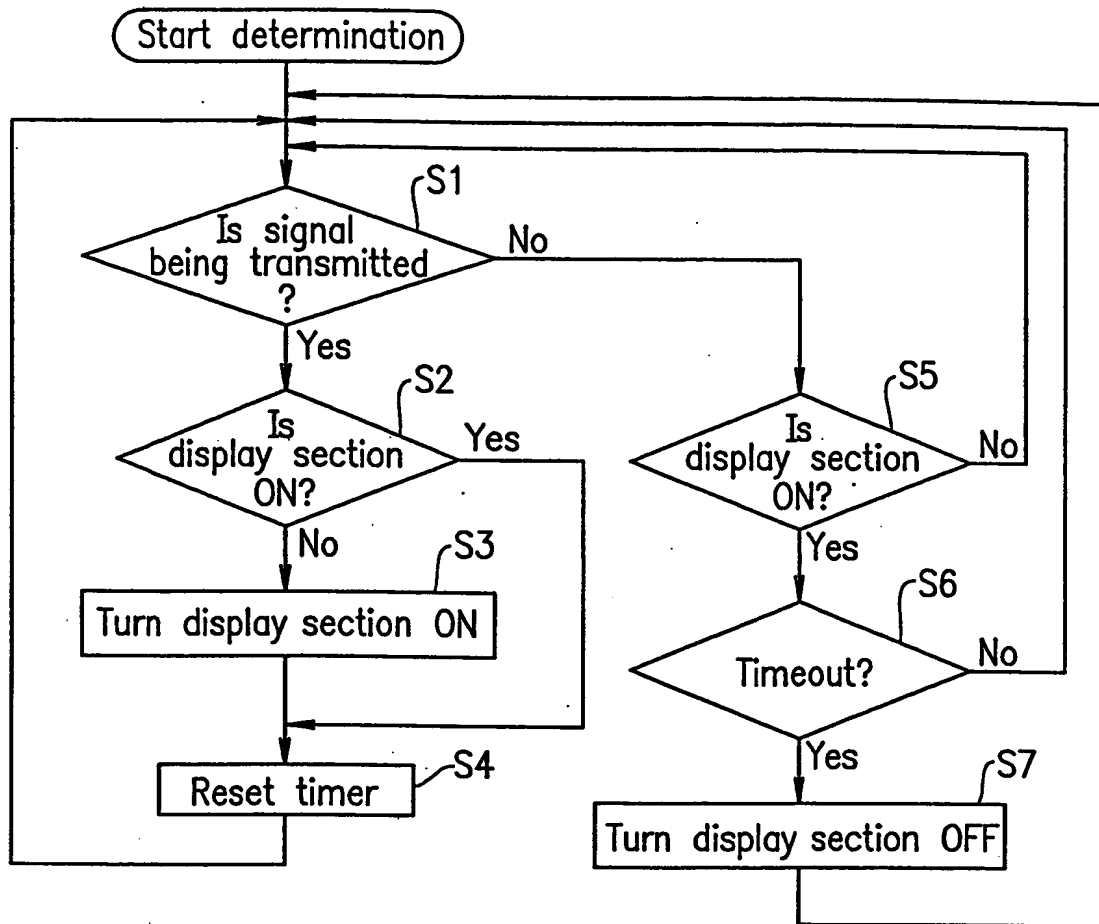 Start determination
S1
Is signal
being transmitted
?
No
Yes
S2
Is
display section
ON?
Yes
No
S3
Turn display section ON
S4
Reset timer
S5
Is
display section
ON?
No
Yes
S6
Timeout?
No
Yes
S7
Turn display section OFF